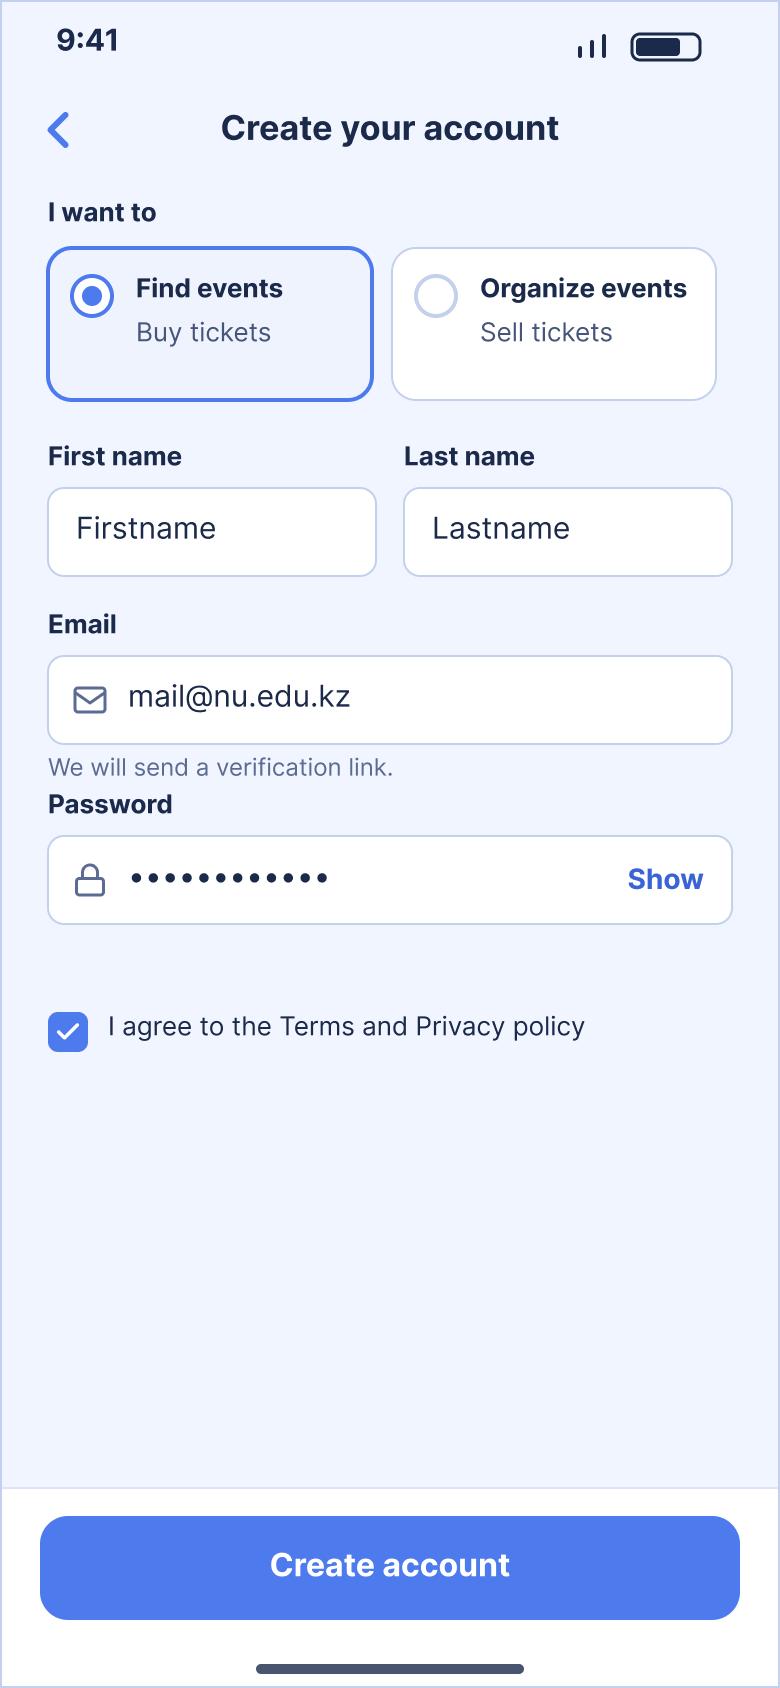 9:41
Create your account
I want to
Find events
Buy tickets
Organize events
Sell tickets
First name
Last name
Firstname
Lastname
Email
mail@nu.edu.kz
We will send a verification link.
Password
••••••••••••
Show
I agree to the Terms and Privacy policy
Create account